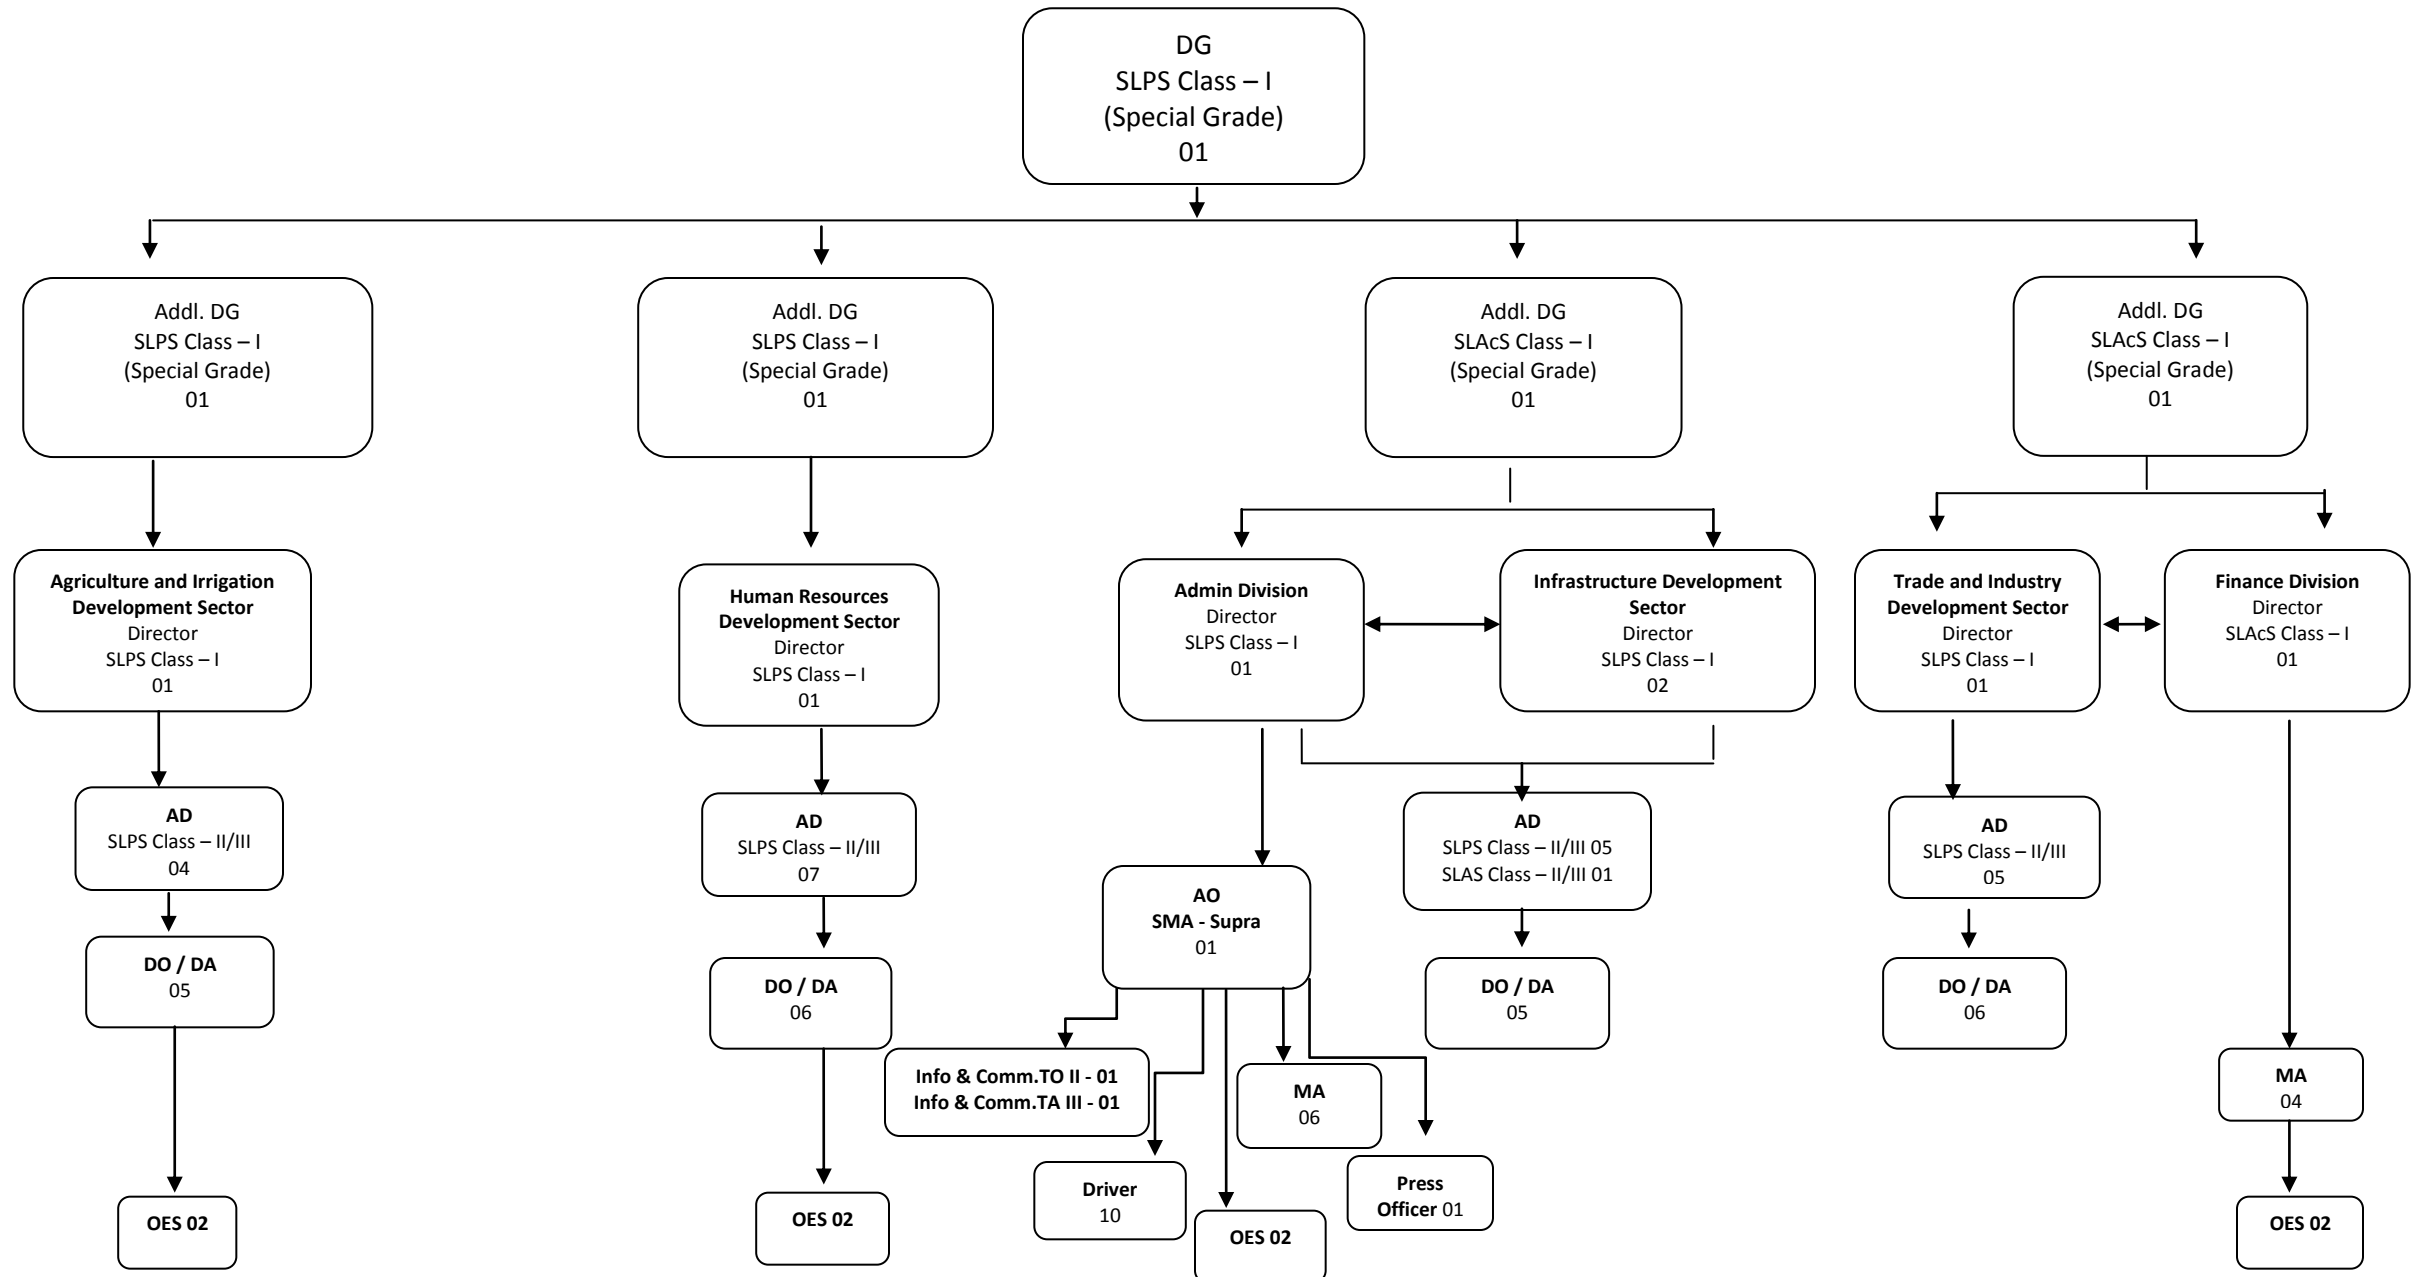 DG
SLPS Class – I
(Special Grade)
01
Addl. DG
SLPS Class – I
(Special Grade)
01
Addl. DG
SLPS Class – I
(Special Grade)
01
Addl. DG
SLAcS Class – I
(Special Grade)
01
Addl. DG
SLAcS Class – I
(Special Grade)
01
Agriculture and Irrigation
Development Sector
Director
SLPS Class – I
01
Human Resources
Development Sector
Director
SLPS Class – I
01
Admin Division
Director
SLPS Class – I
01
Infrastructure Development
Sector
Director
SLPS Class – I
02
Trade and Industry
Development Sector
Director
SLPS Class – I
01
Finance Division
Director
SLAcS Class – I
01
AD
SLPS Class – II/III
04
AD
SLPS Class – II/III
07
AO
SMA - Supra
01
AD
SLPS Class – II/III 05
SLAS Class – II/III 01
AD
SLPS Class – II/III
05
DO / DA
05
DO / DA
06
DO / DA
05
DO / DA
06
Info & Comm.TO II - 01
Info & Comm.TA III - 01
MA
06
MA
04
Driver
10
Press
Officer 01
OES 02
OES 02
OES 02
OES 02